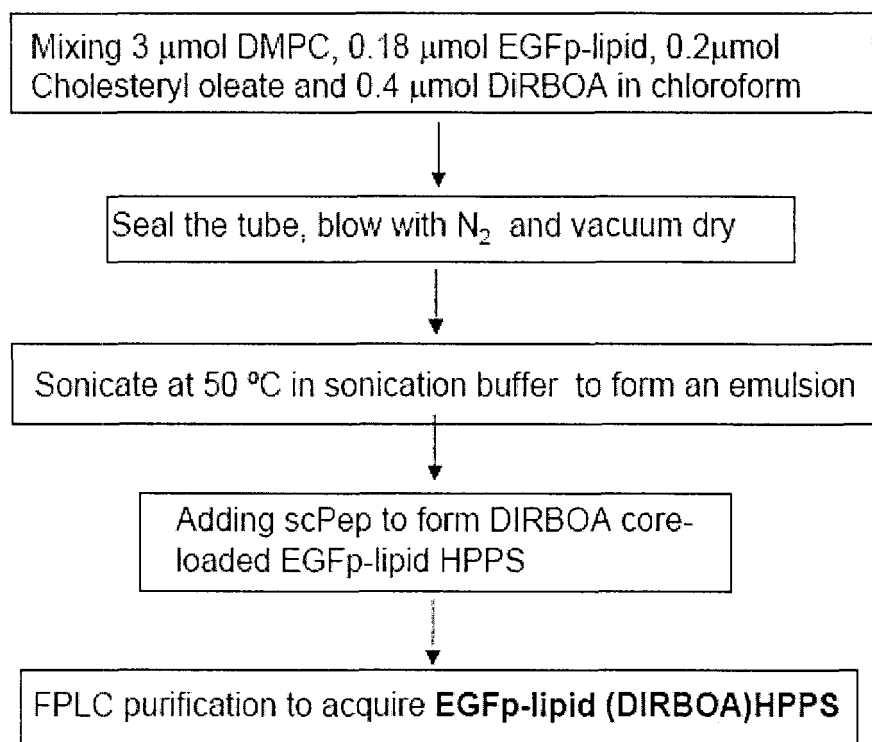 Mixing 3 μmol DMPC, 0.18 μmol EGFp-lipid, 0.2μmol
Cholesteryl oleate and 0.4 μmol DiRBOA in chloroform
Seal the tube, blow with N₂ and vacuum dry
Sonicate at 50 ºC in sonication buffer to form an emulsion
Adding scPep to form DIRBOA core-
loaded EGFp-lipid HPPS
FPLC purification to acquire EGFp-lipid (DIRBOA)HPPS